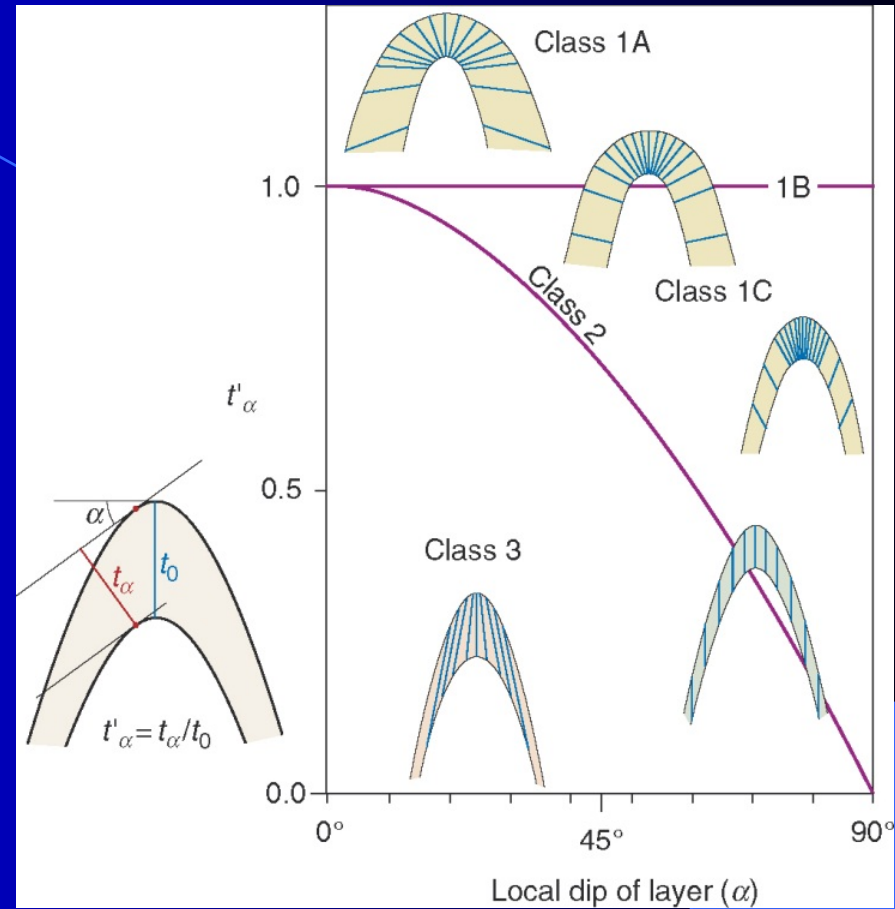 Class 1A
1.0
1B
Class 2
Class 1C
t'α
0.5
α
tα
t0
Class 3
t'α = tα/t0
0.0
0°
45°
90°
Local dip of layer (α)